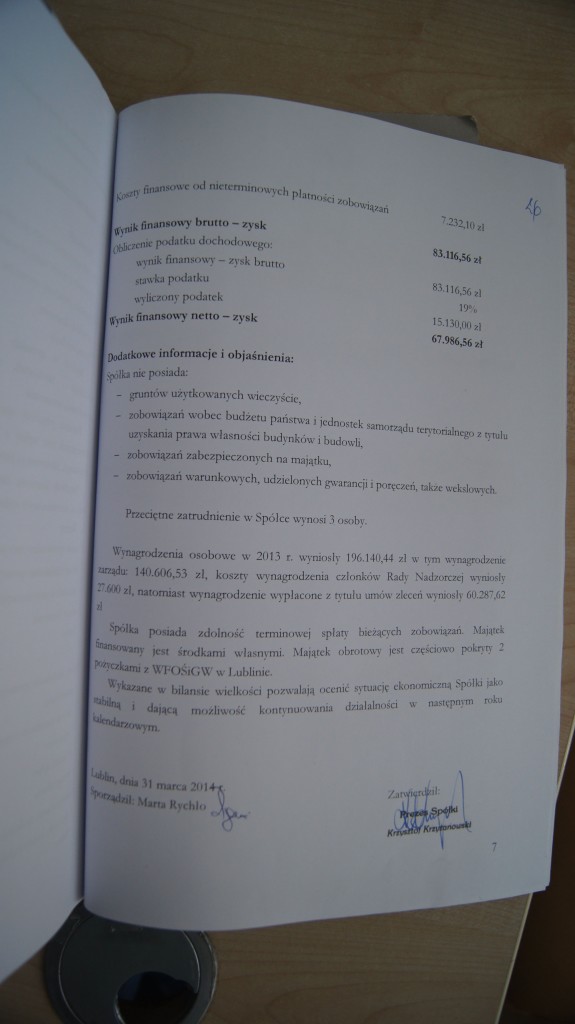 46
Koszty finansowe od nieterminowych płatności zobowiązań 7.232,10 zł
Wynik finansowy brutto – zysk 83.116,56 zł
Obliczenie podatku dochodowego:
wynik finansowy – zysk brutto 83.116,56 zł
stawka podatku 19%
wyliczony podatek 15.130,00 zł
Wynik finansowy netto – zysk 67.986,56 zł
Dodatkowe informacje i objaśnienia:
Spółka nie posiada:
– gruntów użytkowanych wieczyście,
– zobowiązań wobec budżetu państwa i jednostek samorządu terytorialnego z tytułu
uzyskania prawa własności budynków i budowli,
– zobowiązań zabezpieczonych na majątku,
– zobowiązań warunkowych, udzielonych gwarancji i poręczeń, także wekslowych.
Przeciętne zatrudnienie w Spółce wynosi 3 osoby.
Wynagrodzenia osobowe w 2013 r. wyniosły 196.140,44 zł w tym wynagrodzenie
zarządu: 140.606,53 zł, koszty wynagrodzenia członków Rady Nadzorczej wyniosły
27.600 zł, natomiast wynagrodzenie wypłacone z tytułu umów zleceń wyniosły 60.287,62
zł
Spółka posiada zdolność terminowej spłaty bieżących zobowiązań. Majątek
finansowany jest środkami własnymi. Majątek obrotowy jest częściowo pokryty 2
pożyczkami z WFOŚiGW w Lublinie.
Wykazane w bilansie wielkości pozwalają ocenić sytuację ekonomiczną Spółki jako
stabilną i dającą możliwość kontynuowania działalności w następnym roku
kalendarzowym.
Lublin, dnia 31 marca 2014 r.
Sporządził: Marta Rychło
Zatwierdził:
Prezes Spółki
Krzysztof Krzyżanowski
7